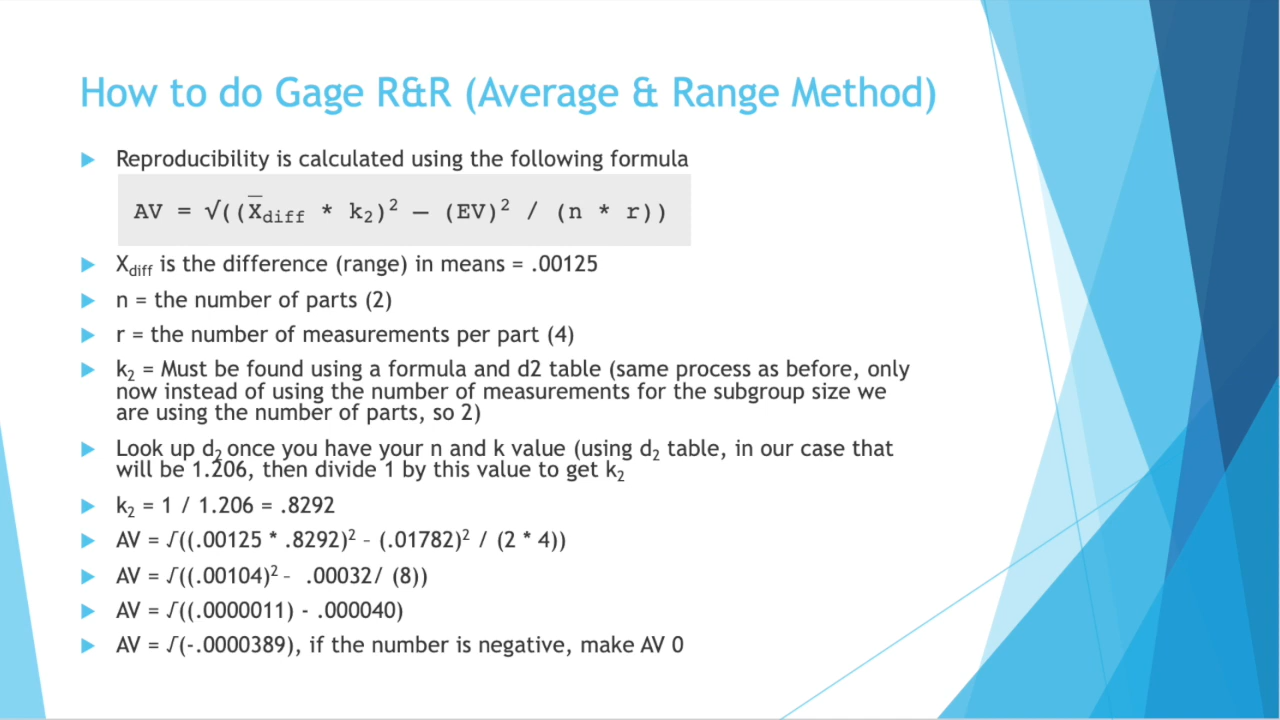 How to do Gage R&R (Average & Range Method)
Reproducibility is calculated using the following formula
AV = √((X̅diff * k₂)² – (EV)² / (n * r))
Xdiff is the difference (range) in means = .00125
n = the number of parts (2)
r = the number of measurements per part (4)
k₂ = Must be found using a formula and d2 table (same process as before, only
now instead of using the number of measurements for the subgroup size we
are using the number of parts, so 2)
Look up d₂ once you have your n and k value (using d₂ table, in our case that
will be 1.206, then divide 1 by this value to get k₂
k₂ = 1 / 1.206 = .8292
AV = √((.00125 * .8292)² – (.01782)² / (2 * 4))
AV = √((.00104)² – .00032/ (8))
AV = √((.0000011) - .000040)
AV = √(-.0000389), if the number is negative, make AV 0